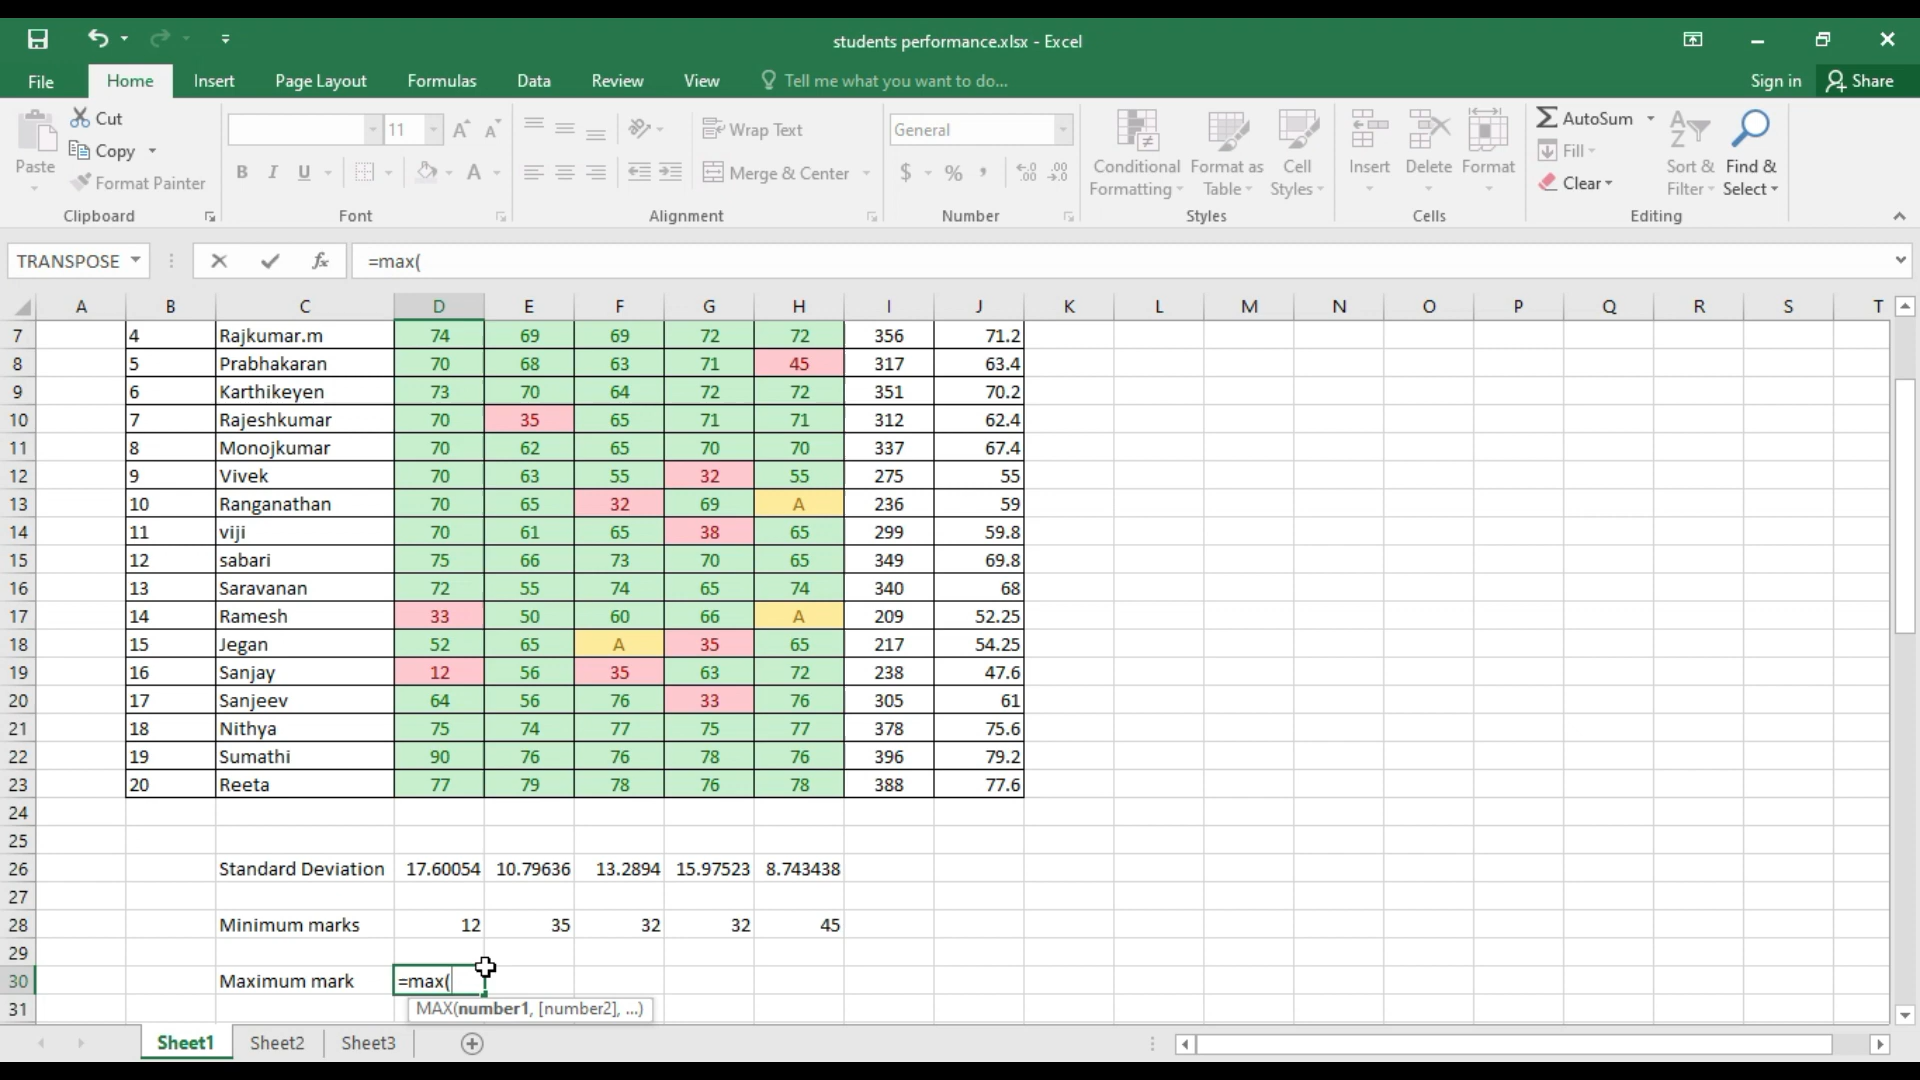 students performance.xlsx - Excel
File Home Insert Page Layout Formulas Data Review View Tell me what you want to do... Sign in Share
Paste Cut Copy Format Painter Clipboard
11 B I U A Font
Wrap Text Merge & Center Alignment
General $ % , Number
Conditional Formatting Format as Table Cell Styles Styles
Insert Delete Format Cells
AutoSum Fill Clear Sort & Filter Find & Select Editing
TRANSPOSE fx =max(
A B C D E F G H I J K L M N O P Q R S T
7 4 Rajkumar.m 74 69 69 72 72 356 71.2
8 5 Prabhakaran 70 68 63 71 45 317 63.4
9 6 Karthikeyen 73 70 64 72 72 351 70.2
10 7 Rajeshkumar 70 35 65 71 71 312 62.4
11 8 Monojkumar 70 62 65 70 70 337 67.4
12 9 Vivek 70 63 55 32 55 275 55
13 10 Ranganathan 70 65 32 69 A 236 59
14 11 viji 70 61 65 38 65 299 59.8
15 12 sabari 75 66 73 70 65 349 69.8
16 13 Saravanan 72 55 74 65 74 340 68
17 14 Ramesh 33 50 60 66 A 209 52.25
18 15 Jegan 52 65 A 35 65 217 54.25
19 16 Sanjay 12 56 35 63 72 238 47.6
20 17 Sanjeev 64 56 76 33 76 305 61
21 18 Nithya 75 74 77 75 77 378 75.6
22 19 Sumathi 90 76 76 78 76 396 79.2
23 20 Reeta 77 79 78 76 78 388 77.6
24
25
26 Standard Deviation 17.60054 10.79636 13.2894 15.97523 8.743438
27
28 Minimum marks 12 35 32 32 45
29
30 Maximum mark =max(
31 MAX(number1, [number2], ...)
Sheet1 Sheet2 Sheet3